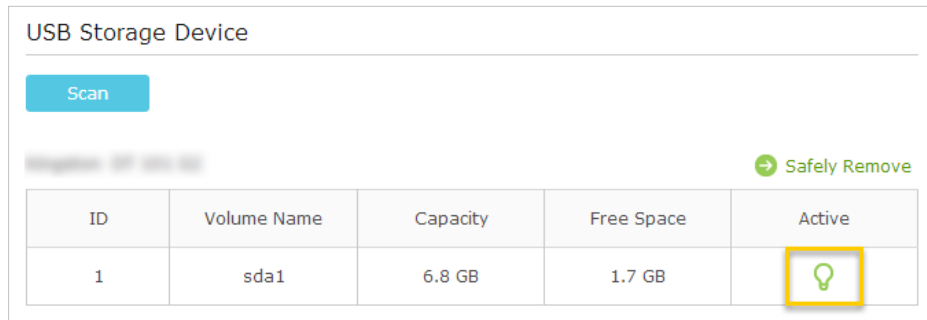 USB Storage Device
Scan
Safely Remove
ID Volume Name Capacity Free Space Active
1 sda1 6.8 GB 1.7 GB